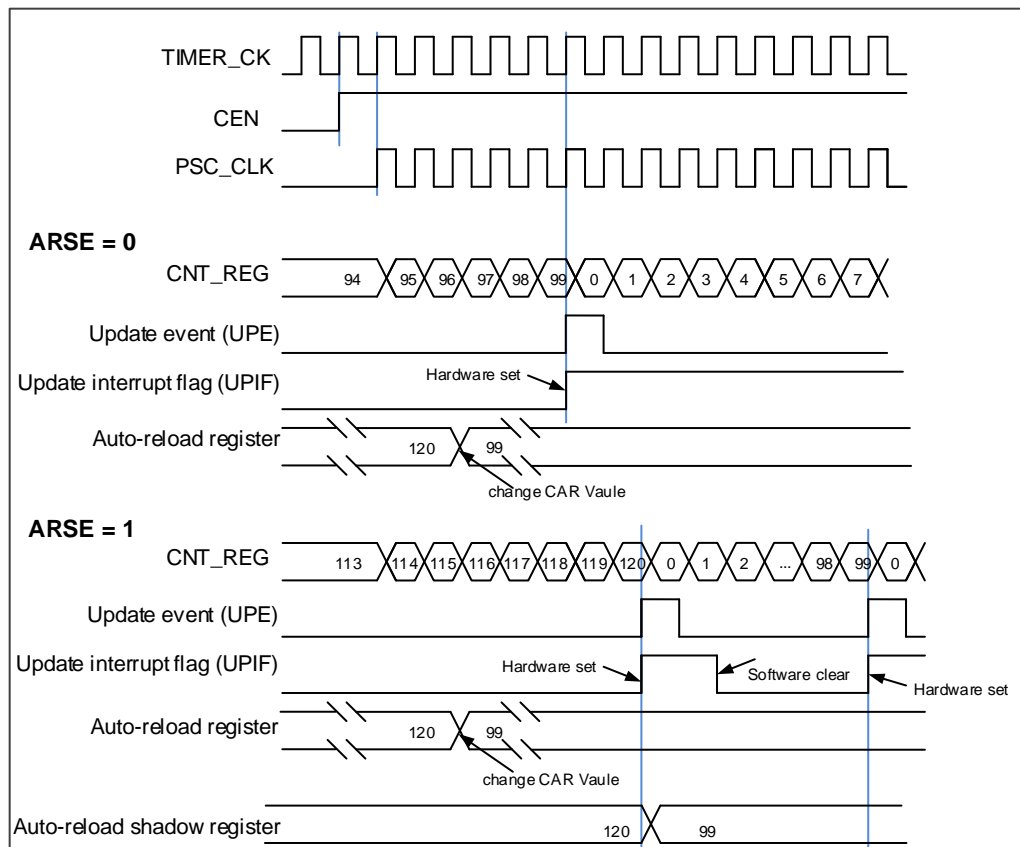 TIMER_CK
CEN
PSC_CLK
ARSE = 0
CNT_REG 94 95 96 97 98 99 0 1 2 3 4 5 6 7
Update event (UPE)
Update interrupt flag (UPIF) Hardware set
Auto-reload register 120 99
change CAR Vaule
ARSE = 1
CNT_REG 113 114 115 116 117 118 119 120 0 1 2 ... 98 99 0
Update event (UPE)
Update interrupt flag (UPIF) Hardware set Software clear Hardware set
Auto-reload register 120 99
change CAR Vaule
Auto-reload shadow register 120 99